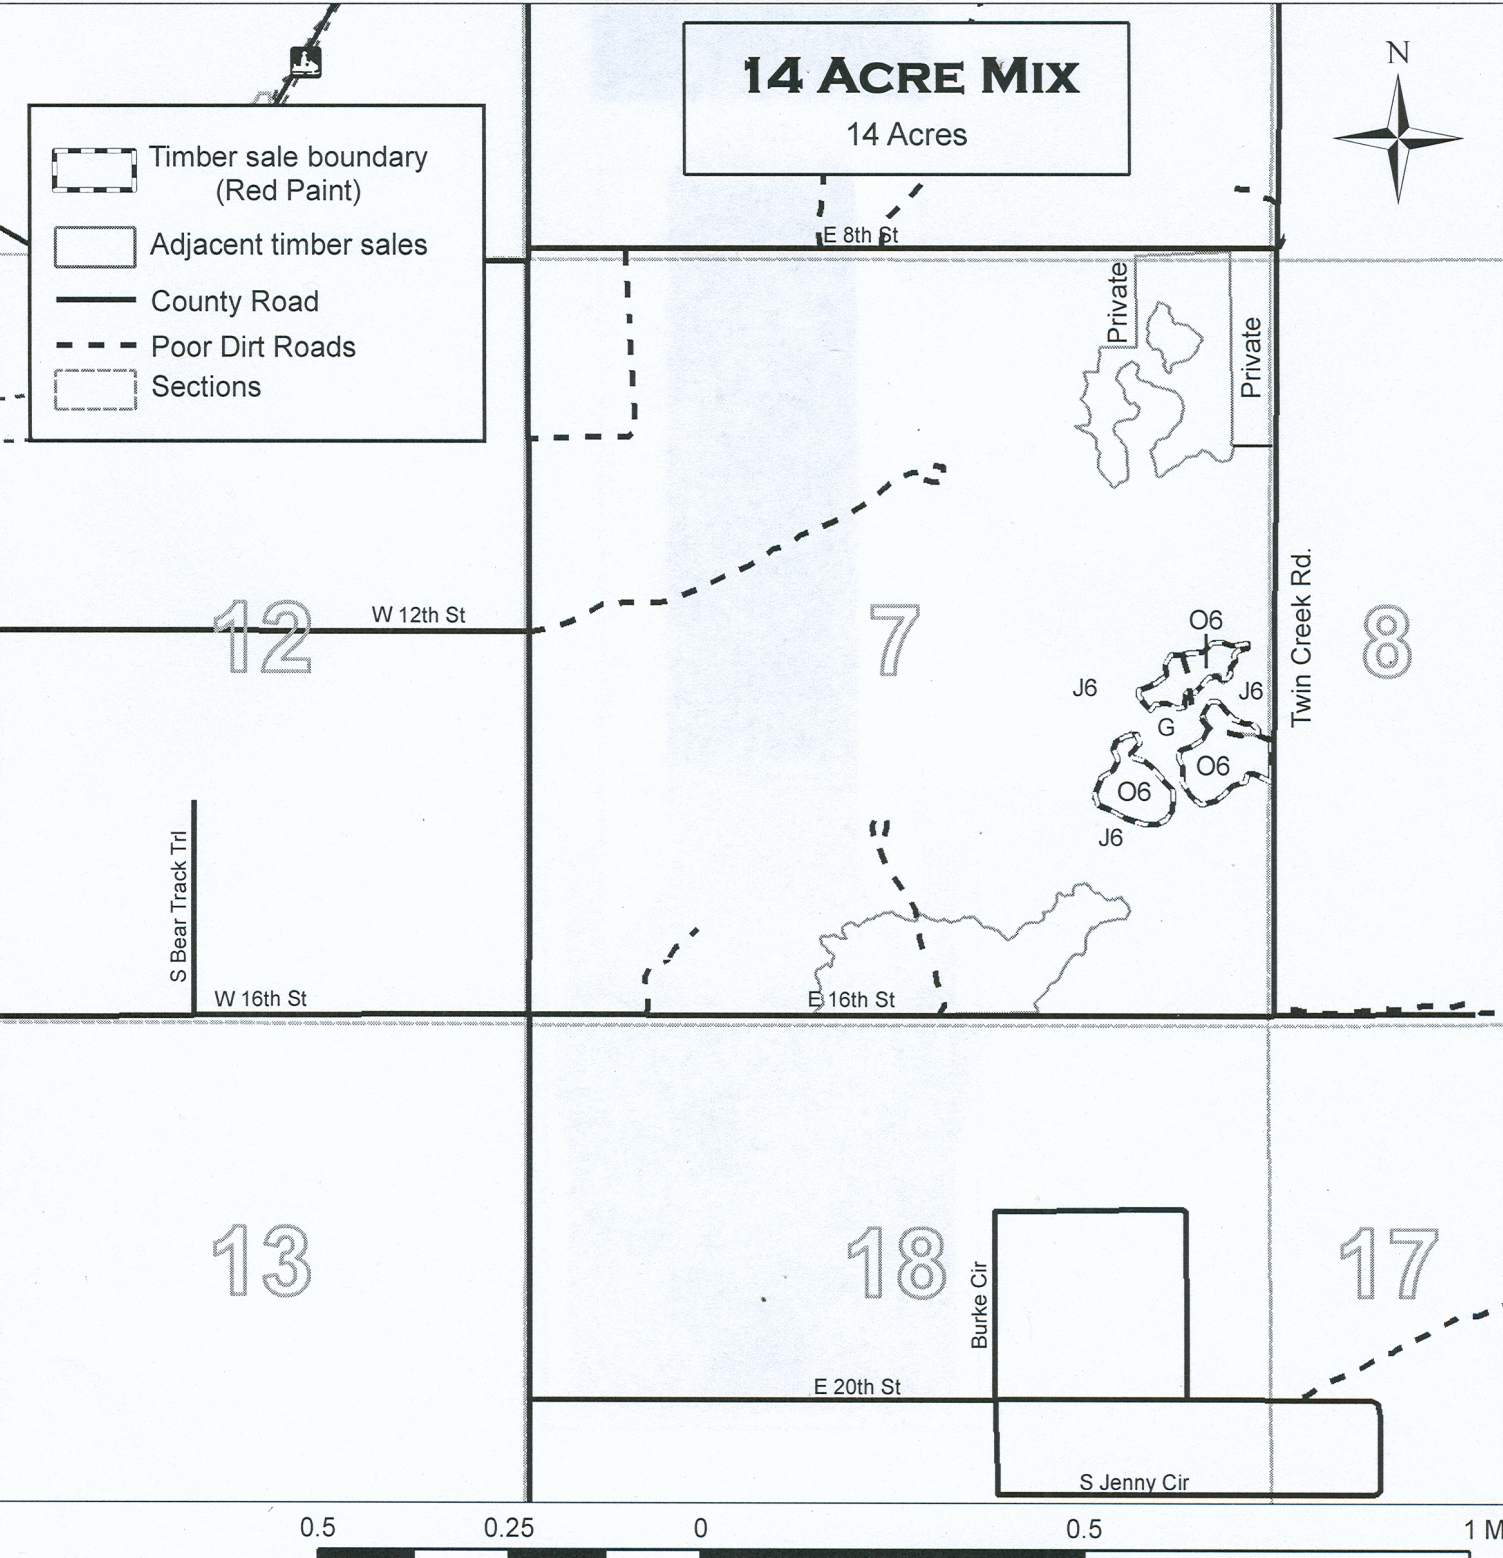 14 ACRE MIX
14 Acres
N
Timber sale boundary
(Red Paint)
Adjacent timber sales
County Road
Poor Dirt Roads
Sections
E 8th St
Private
Private
W 12th St
12
7
8
Twin Creek Rd.
O6
J6
J6
G
O6
O6
J6
S Bear Track Trl
W 16th St
E 16th St
13
18
17
Burke Cir
E 20th St
S Jenny Cir
0.5 0.25 0 0.5 1 M